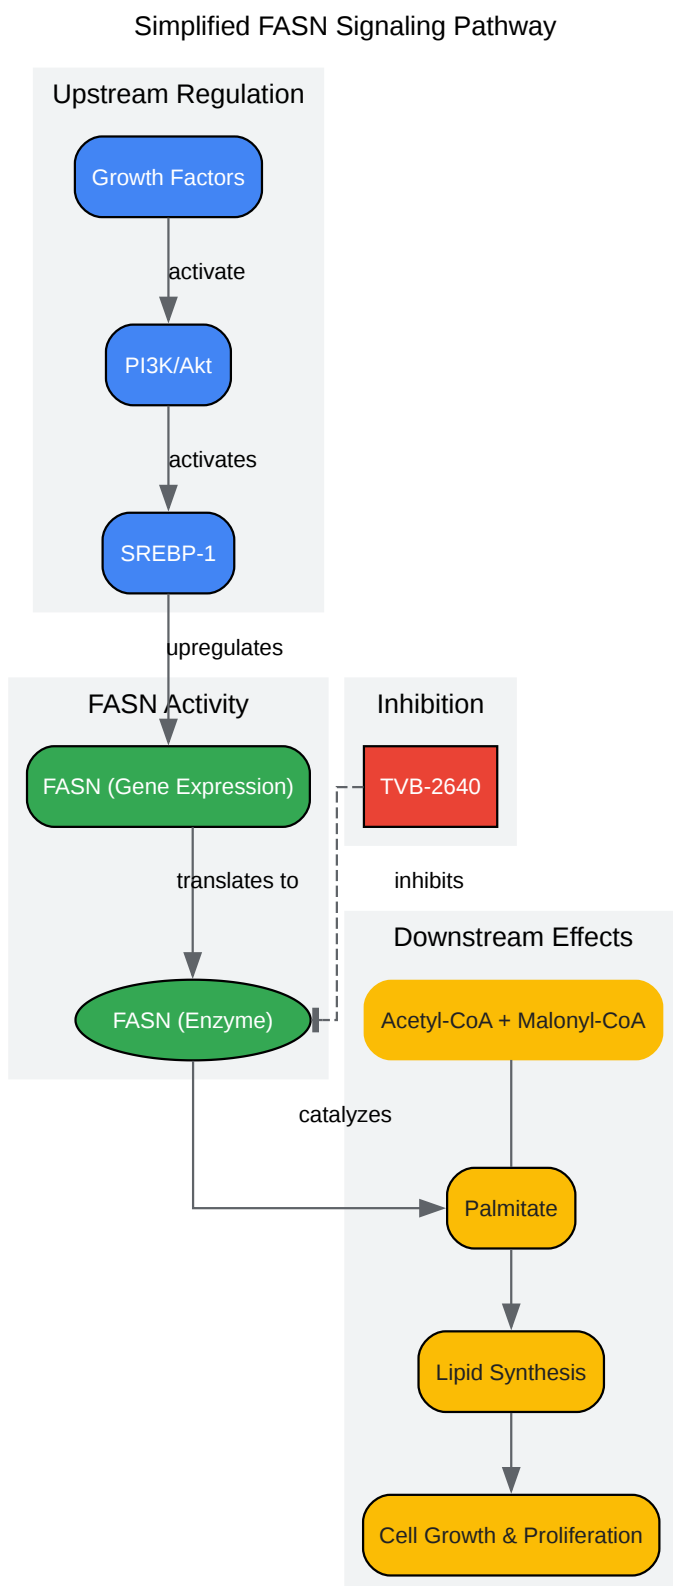 Simplified FASN Signaling Pathway
Upstream Regulation
Growth Factors
activate
PI3K/Akt
activates
SREBP-1
upregulates
FASN Activity
Inhibition
FASN (Gene Expression)
TVB-2640
translates to
inhibits
Downstream Effects
FASN (Enzyme)
Acetyl-CoA + Malonyl-CoA
catalyzes
Palmitate
Lipid Synthesis
Cell Growth & Proliferation